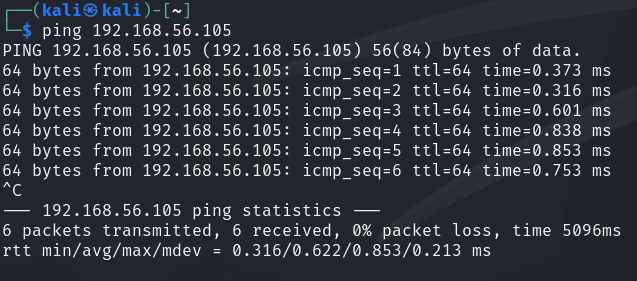 ┌──(kali㉿kali)-[~]
└─$ ping 192.168.56.105
PING 192.168.56.105 (192.168.56.105) 56(84) bytes of data.
64 bytes from 192.168.56.105: icmp_seq=1 ttl=64 time=0.373 ms
64 bytes from 192.168.56.105: icmp_seq=2 ttl=64 time=0.316 ms
64 bytes from 192.168.56.105: icmp_seq=3 ttl=64 time=0.601 ms
64 bytes from 192.168.56.105: icmp_seq=4 ttl=64 time=0.838 ms
64 bytes from 192.168.56.105: icmp_seq=5 ttl=64 time=0.853 ms
64 bytes from 192.168.56.105: icmp_seq=6 ttl=64 time=0.753 ms
^C
--- 192.168.56.105 ping statistics ---
6 packets transmitted, 6 received, 0% packet loss, time 5096ms
rtt min/avg/max/mdev = 0.316/0.622/0.853/0.213 ms